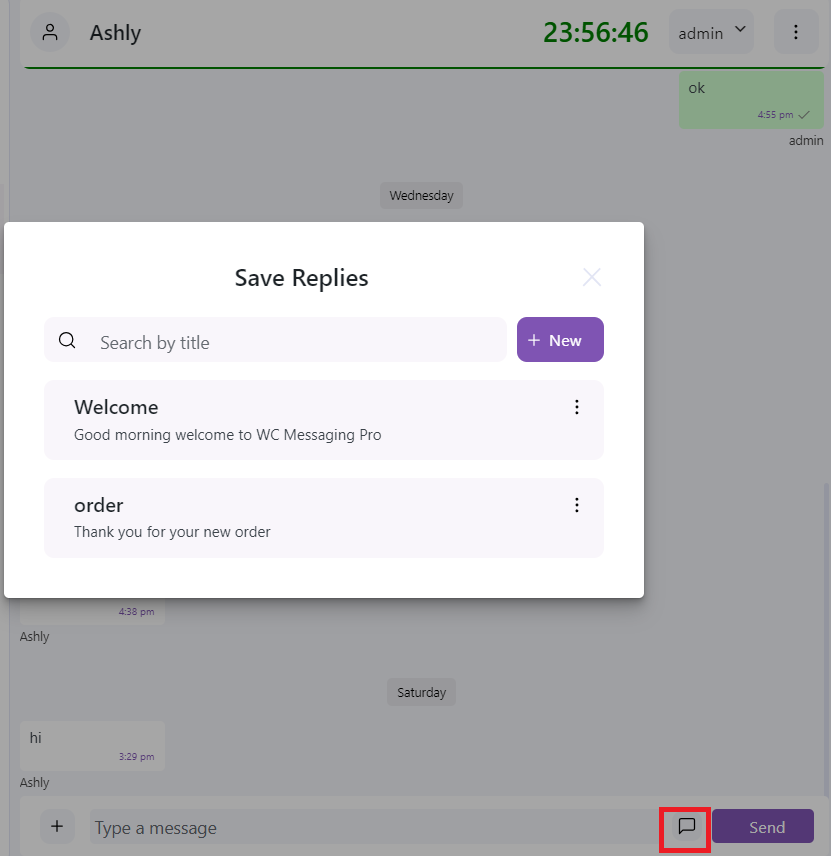 Ashly
23:56:46
admin
ok
4:55 pm
admin
Wednesday
Save Replies
Search by title
+ New
Welcome
Good morning welcome to WC Messaging Pro
order
Thank you for your new order
4:38 pm
Ashly
Saturday
hi
3:29 pm
Ashly
Type a message
Send